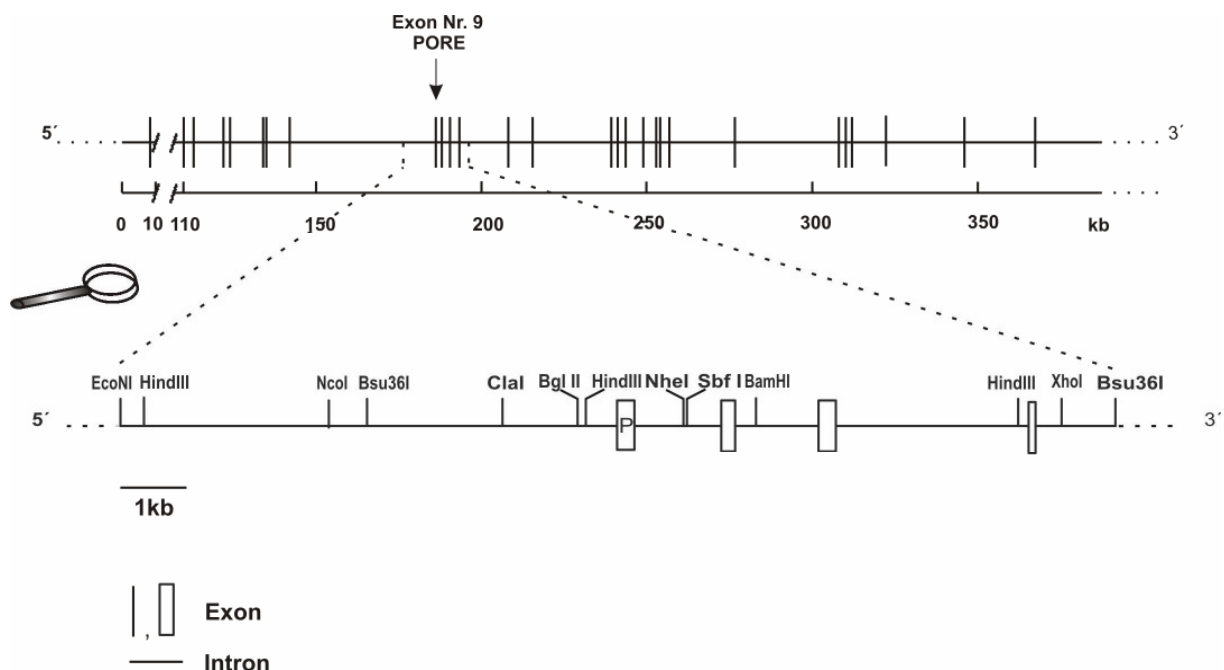 Exon Nr. 9
PORE
5´ 3´
0 10 110 150 200 250 300 350 kb
EcoNI HindIII NcoI Bsu36I ClaI Bgl II HindIII NheI Sbf I BamHI HindIII XhoI Bsu36I
5´ P 3´
1kb
, Exon
Intron